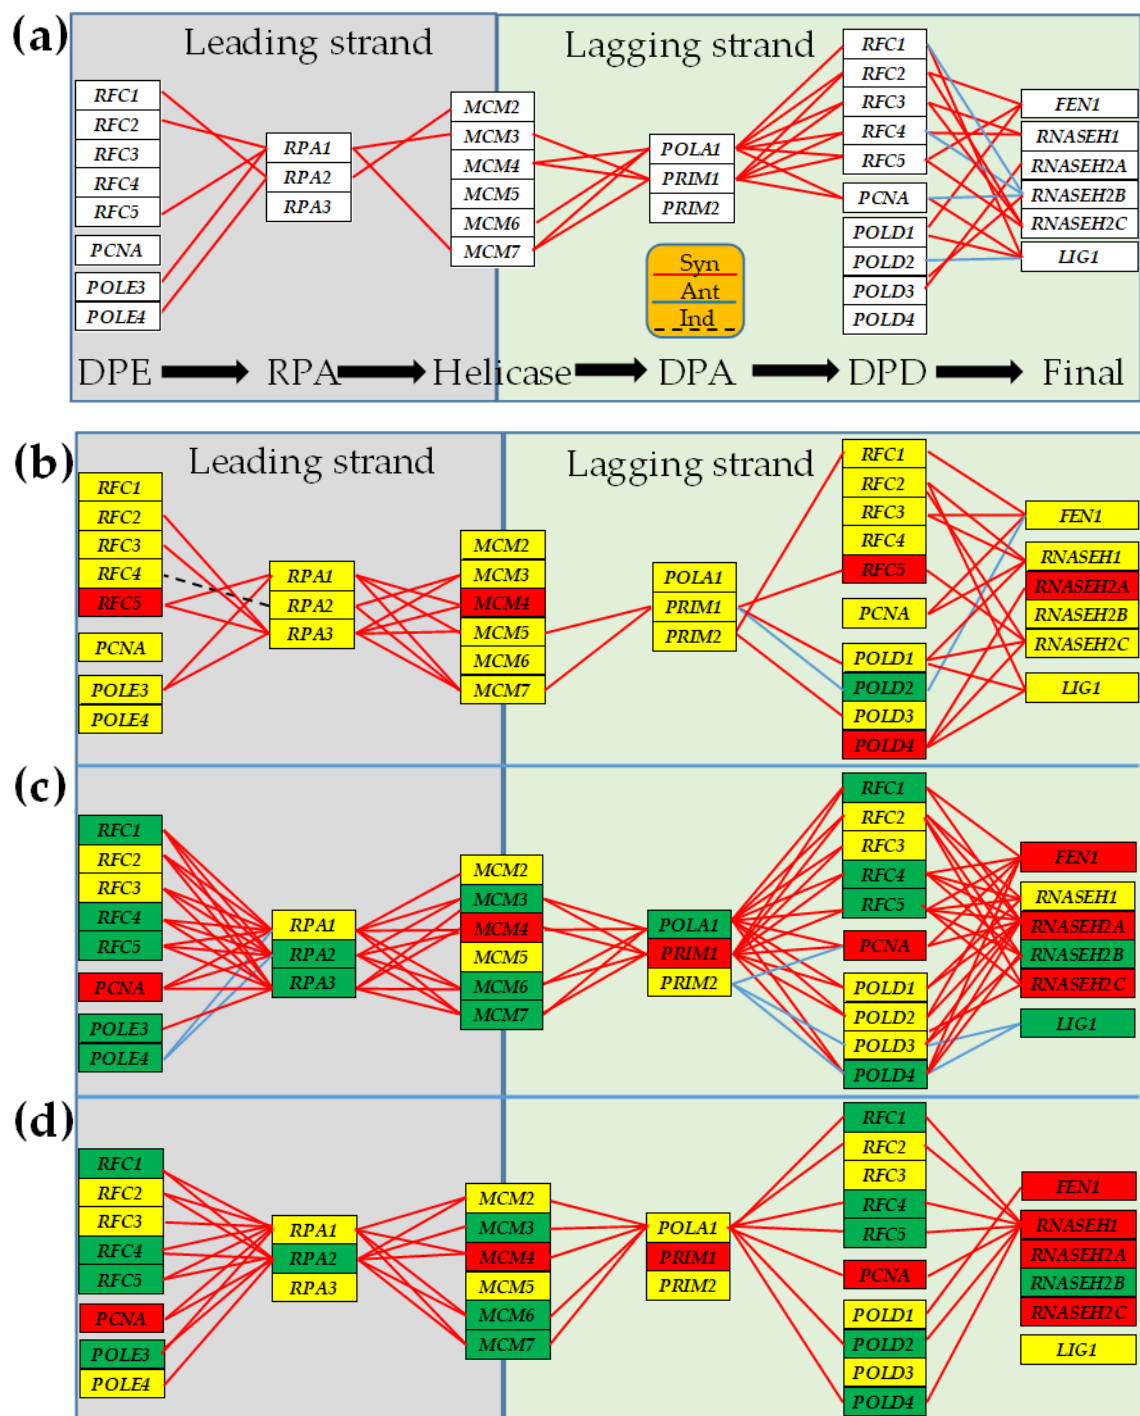 (a)
Leading strand
Lagging strand
RFC1
RFC2
RFC3
RFC4
RFC5
PCNA
POLE3
POLE4
RPA1
RPA2
RPA3
MCM2
MCM3
MCM4
MCM5
MCM6
MCM7
POLA1
PRIM1
PRIM2
Syn
Ant
Ind
RFC1
RFC2
RFC3
RFC4
RFC5
PCNA
POLD1
POLD2
POLD3
POLD4
FEN1
RNASEH1
RNASEH2A
RNASEH2B
RNASEH2C
LIG1
DPE
RPA
Helicase
DPA
DPD
Final
(b)
Leading strand
Lagging strand
RFC1
RFC2
RFC3
RFC4
RFC5
PCNA
POLE3
POLE4
RPA1
RPA2
RPA3
MCM2
MCM3
MCM4
MCM5
MCM6
MCM7
POLA1
PRIM1
PRIM2
RFC1
RFC2
RFC3
RFC4
RFC5
PCNA
POLD1
POLD2
POLD3
POLD4
FEN1
RNASEH1
RNASEH2A
RNASEH2B
RNASEH2C
LIG1
(c)
RFC1
RFC2
RFC3
RFC4
RFC5
PCNA
POLE3
POLE4
RPA1
RPA2
RPA3
MCM2
MCM3
MCM4
MCM5
MCM6
MCM7
POLA1
PRIM1
PRIM2
RFC1
RFC2
RFC3
RFC4
RFC5
PCNA
POLD1
POLD2
POLD3
POLD4
FEN1
RNASEH1
RNASEH2A
RNASEH2B
RNASEH2C
LIG1
(d)
RFC1
RFC2
RFC3
RFC4
RFC5
PCNA
POLE3
POLE4
RPA1
RPA2
RPA3
MCM2
MCM3
MCM4
MCM5
MCM6
MCM7
POLA1
PRIM1
PRIM2
RFC1
RFC2
RFC3
RFC4
RFC5
PCNA
POLD1
POLD2
POLD3
POLD4
FEN1
RNASEH1
RNASEH2A
RNASEH2B
RNASEH2C
LIG1